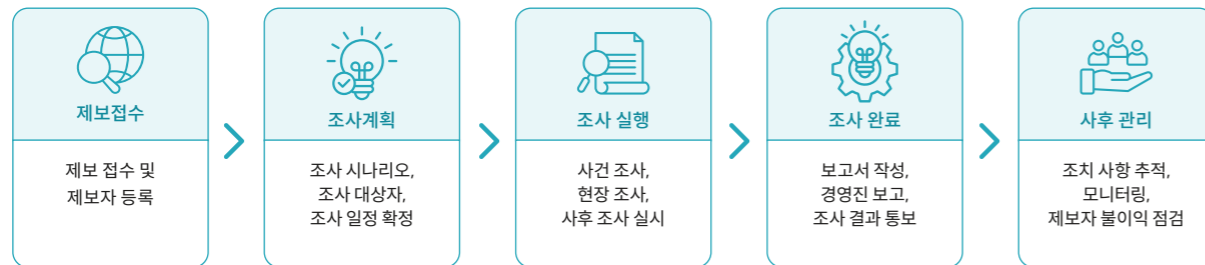 제보접수
제보 접수 및
제보자 등록
조사계획
조사 시나리오,
조사 대상자,
조사 일정 확정
조사 실행
사건 조사,
현장 조사,
사후 조사 실시
조사 완료
보고서 작성,
경영진 보고,
조사 결과 통보
사후 관리
조치 사항 추적,
모니터링,
제보자 불이익 점검